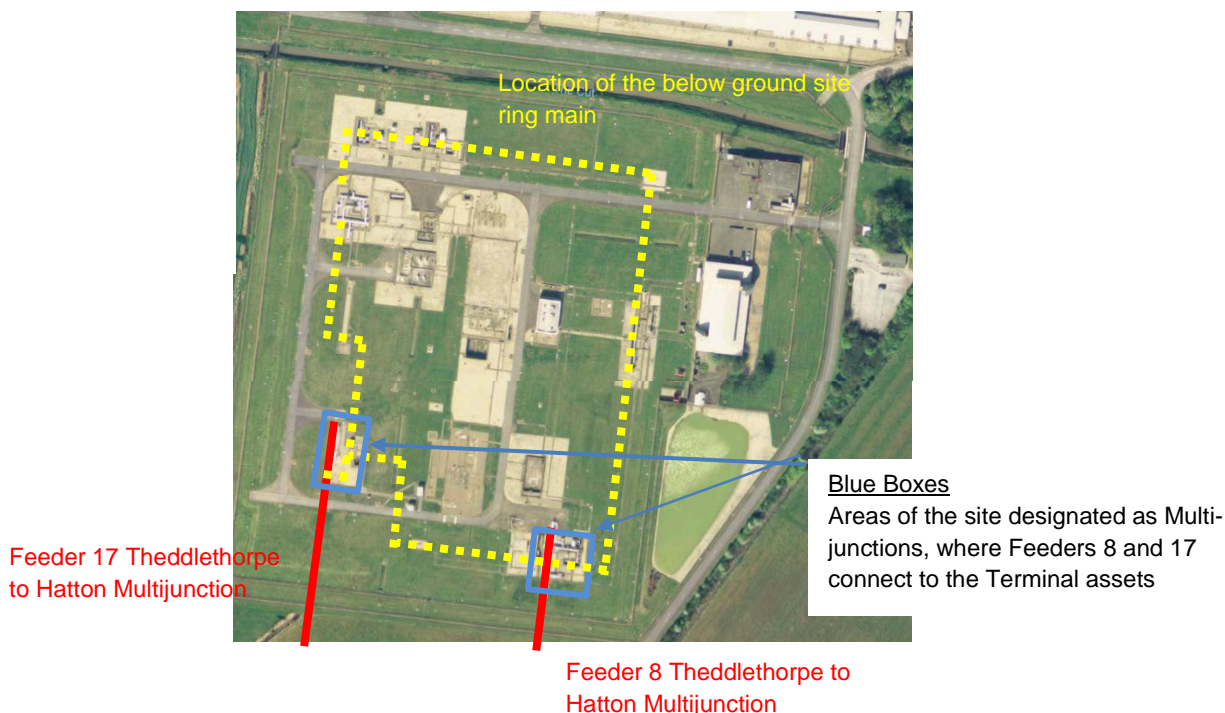 Location of the below ground site
ring main
Blue Boxes
Areas of the site designated as Multi-
junctions, where Feeders 8 and 17
connect to the Terminal assets
Feeder 17 Theddlethorpe
to Hatton Multijunction
Feeder 8 Theddlethorpe to
Hatton Multijunction